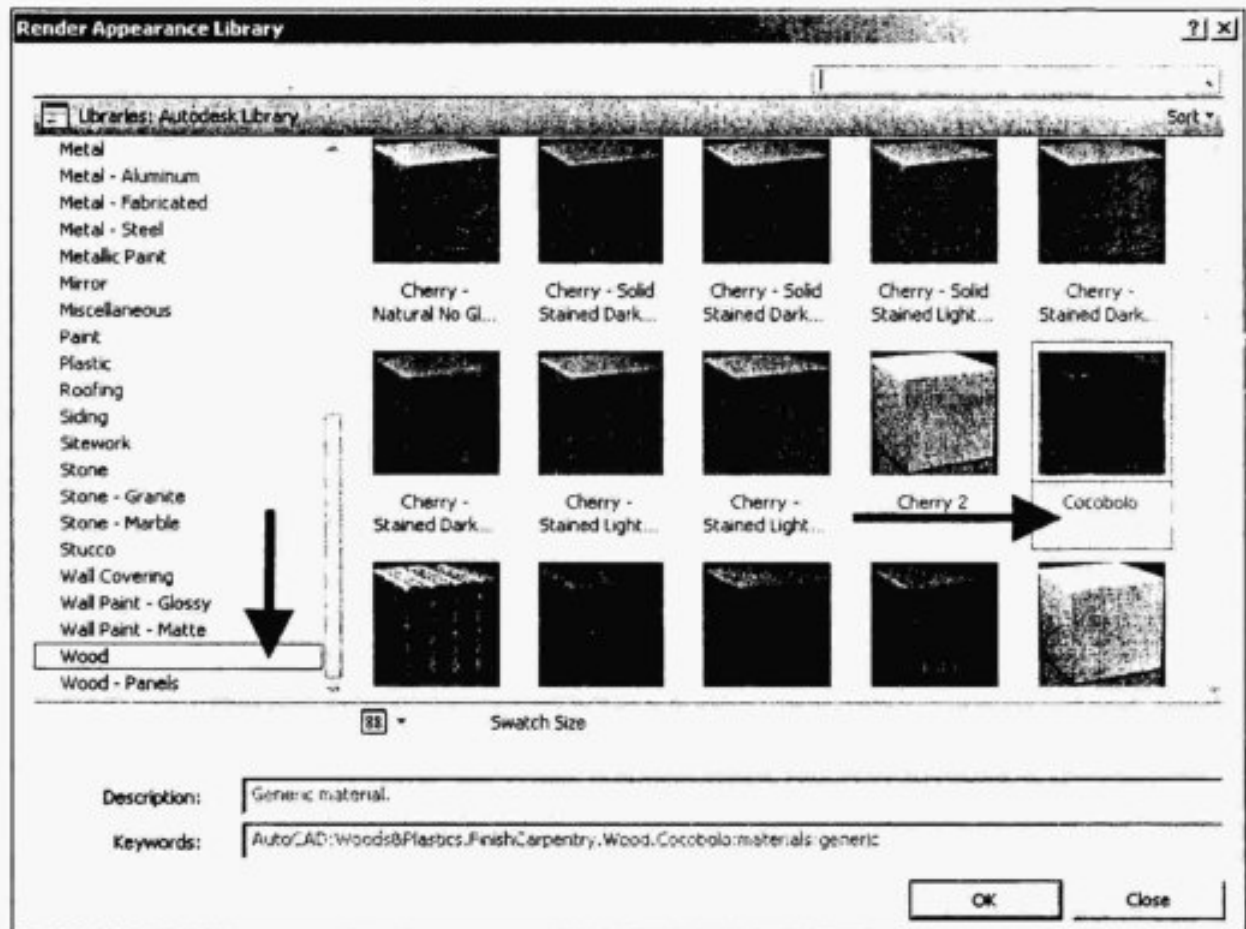 Render Appearance Library
Libraries: Autodesk Library
Sort
Metal
Metal - Aluminum
Metal - Fabricated
Metal - Steel
Metallic Paint
Mirror
Miscellaneous
Paint
Plastic
Roofing
Siding
Sitework
Stone
Stone - Granite
Stone - Marble
Stucco
Wall Covering
Wall Paint - Glossy
Wall Paint - Matte
Wood
Wood - Panels
Cherry -
Natural No Gl...
Cherry - Solid
Stained Dark...
Cherry - Solid
Stained Dark...
Cherry - Solid
Stained Light...
Cherry -
Stained Dark...
Cherry -
Stained Dark...
Cherry -
Stained Light...
Cherry -
Stained Light...
Cherry 2
Cocobolo
Swatch Size
Description: Generic material.
Keywords: AutoCAD:Woods&Plastics.FinishCarpentry.Wood.Cocobolo:materials:generic
OK Close